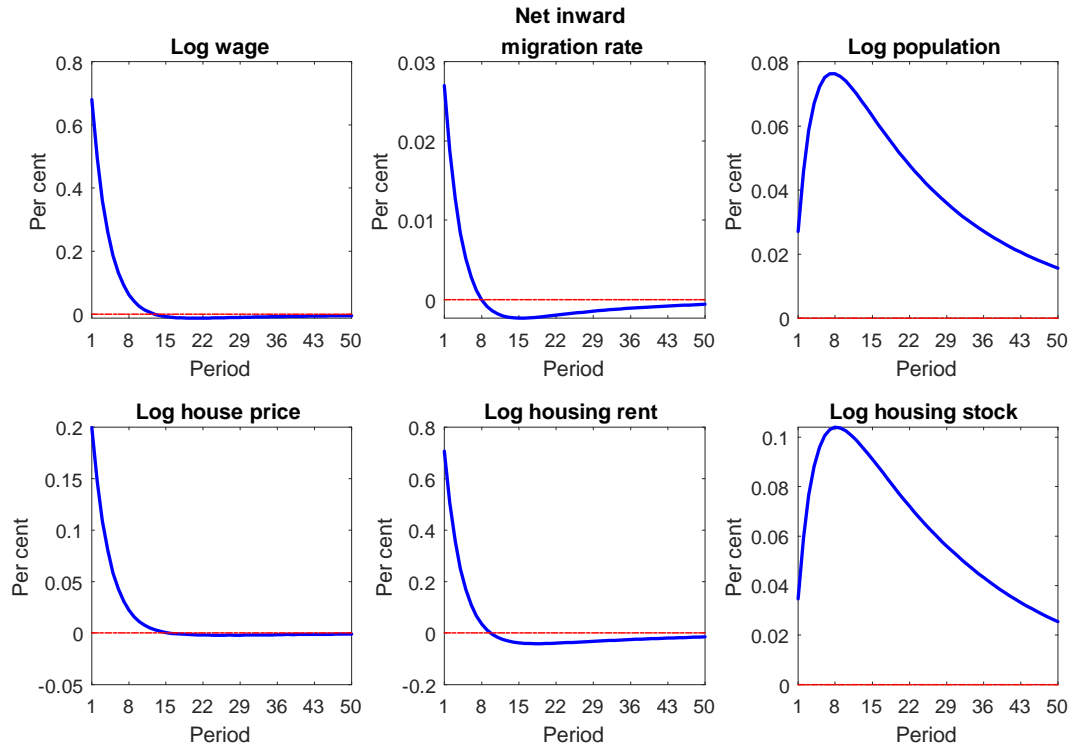 Net inward
Log wage
migration rate
Log population
0.8
0.6
0.4
0.2
0
Per cent
1 8 15 22 29 36 43 50
Period
0.03
0.02
0.01
0
Per cent
1 8 15 22 29 36 43 50
Period
0.08
0.06
0.04
0.02
0
Per cent
1 8 15 22 29 36 43 50
Period
Log house price
Log housing rent
Log housing stock
0.2
0.15
0.1
0.05
0
-0.05
Per cent
1 8 15 22 29 36 43 50
Period
0.8
0.6
0.4
0.2
0
-0.2
Per cent
1 8 15 22 29 36 43 50
Period
0.1
0.08
0.06
0.04
0.02
0
Per cent
1 8 15 22 29 36 43 50
Period